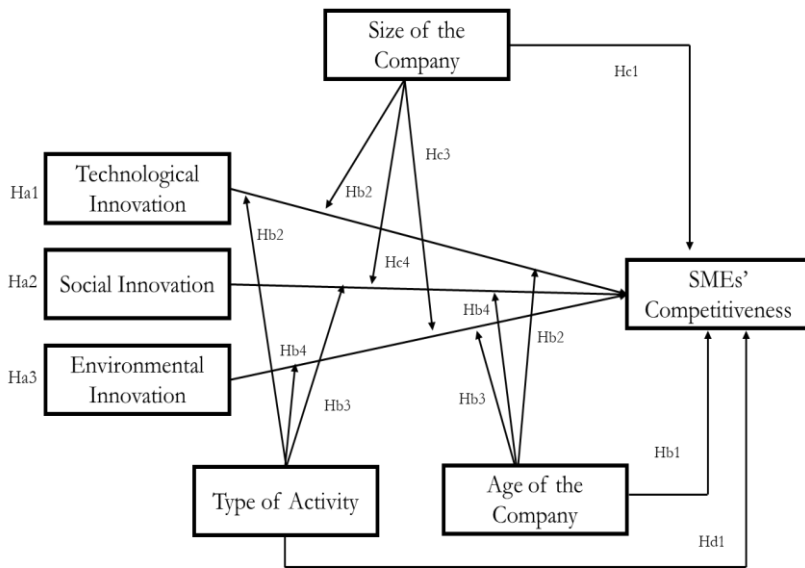 Size of the
Company
Hc1
Hc3
Technological
Innovation
Ha1
Hb2
Hb2
Hc4
Ha2
Social Innovation
SMEs'
Competitiveness
Hb4
Hb2
Hb4
Ha3
Environmental
Innovation
Hb3
Hb3
Hb1
Type of Activity
Age of the
Company
Hd1